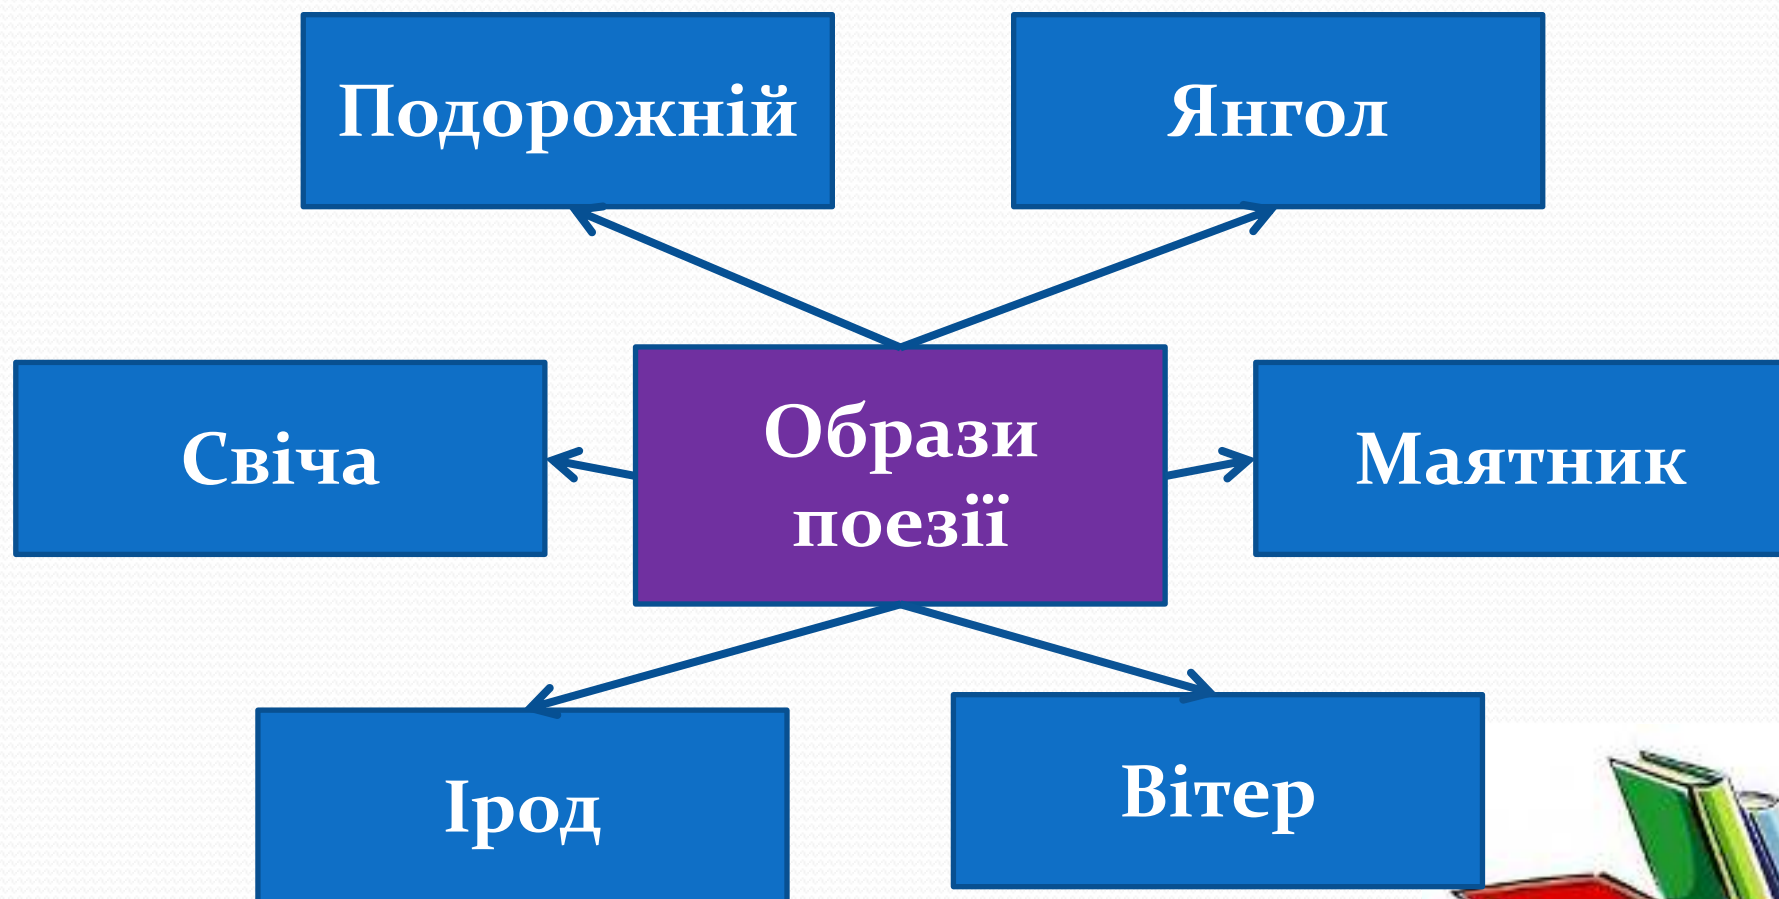 Подорожній
Янгол
Свіча
Образи
поезії
Маятник
Ірод
Вітер